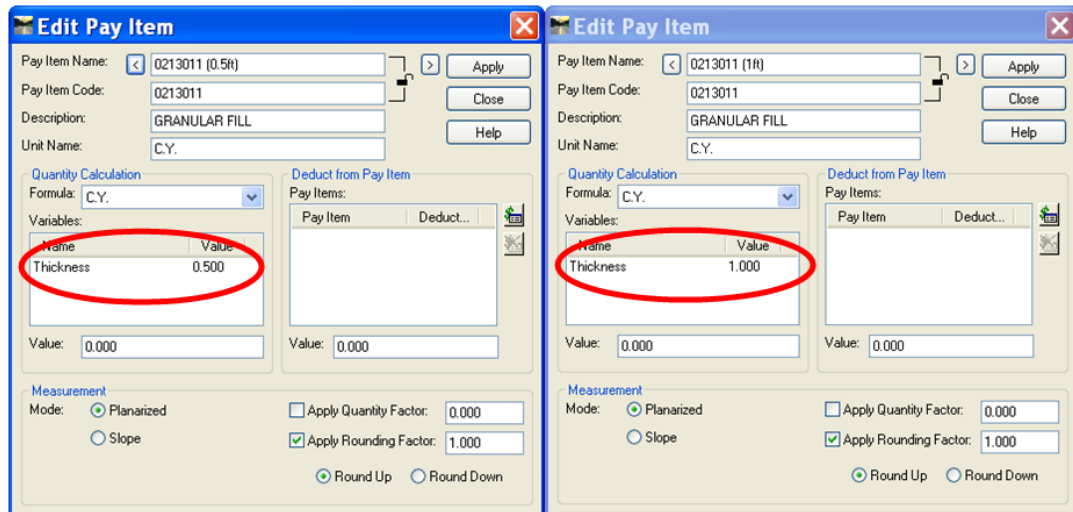 Edit Pay Item
Pay Item Name: < 0213011 (0.5ft) > Apply
Pay Item Code: 0213011 Close
Description: GRANULAR FILL Help
Unit Name: C.Y.
Quantity Calculation Deduct from Pay Item
Formula: C.Y. Pay Items:
Variables: Pay Item Deduct...
Name Value
Thickness 0.500
Value: 0.000 Value: 0.000
Measurement
Mode: Planarized Apply Quantity Factor: 0.000
Slope Apply Rounding Factor: 1.000
Round Up Round Down
Edit Pay Item
Pay Item Name: < 0213011 (1ft) > Apply
Pay Item Code: 0213011 Close
Description: GRANULAR FILL Help
Unit Name: C.Y.
Quantity Calculation Deduct from Pay Item
Formula: C.Y. Pay Items:
Variables: Pay Item Deduct...
Name Value
Thickness 1.000
Value: 0.000 Value: 0.000
Measurement
Mode: Planarized Apply Quantity Factor: 0.000
Slope Apply Rounding Factor: 1.000
Round Up Round Down